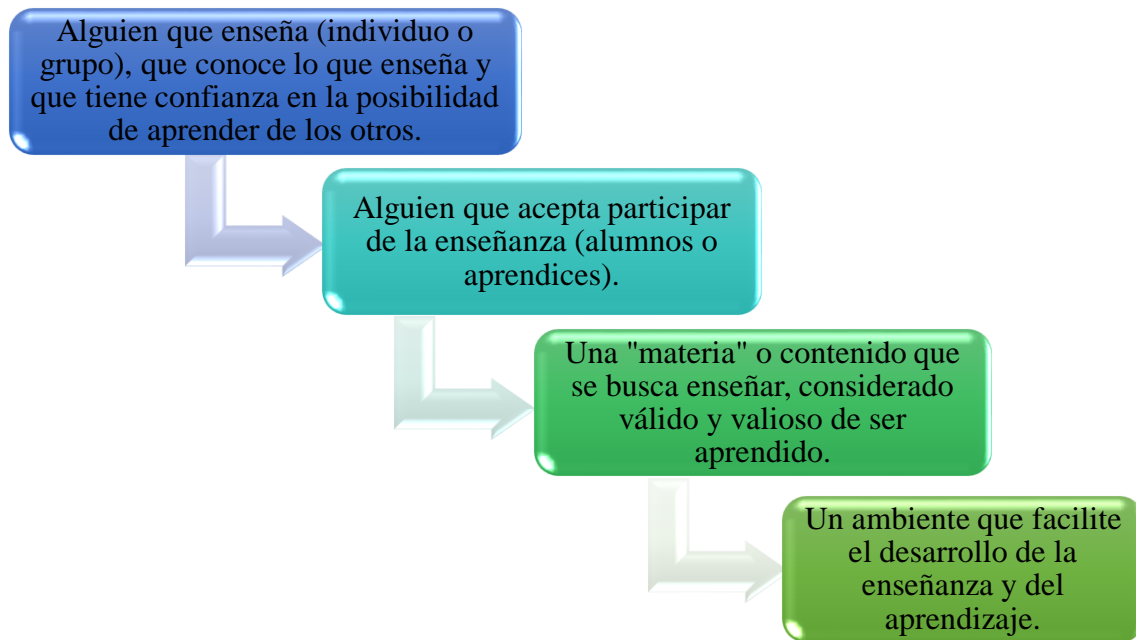 Alguien que enseña (individuo o
grupo), que conoce lo que enseña y
que tiene confianza en la posibilidad
de aprender de los otros.
Alguien que acepta participar
de la enseñanza (alumnos o
aprendices).
Una "materia" o contenido que
se busca enseñar, considerado
válido y valioso de ser
aprendido.
Un ambiente que facilite
el desarrollo de la
enseñanza y del
aprendizaje.